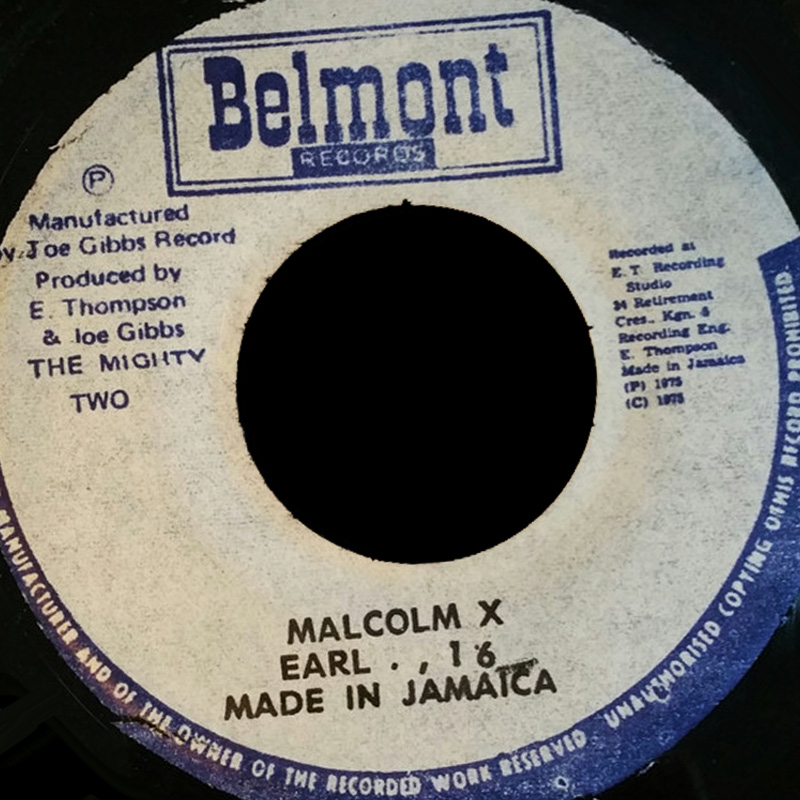 Belmont
RECORDS
P
Manufactured
by Joe Gibbs Record
Produced by
E. Thompson
& Joe Gibbs
THE MIGHTY
TWO
Recorded at
E. T. Recording
Studio
24 Retirement
Cres., Kgn. 5
Recording Eng.
E. Thompson
Made in Jamaica
(P) 1975
(C) 1975
MALCOLM X
EARL . , 16
MADE IN JAMAICA
MANUFACTURER AND OF THE OWNER OF THE RECORDED WORK RESERVED UNAUTHORISED COPYING OF THIS RECORD PROHIBITED.